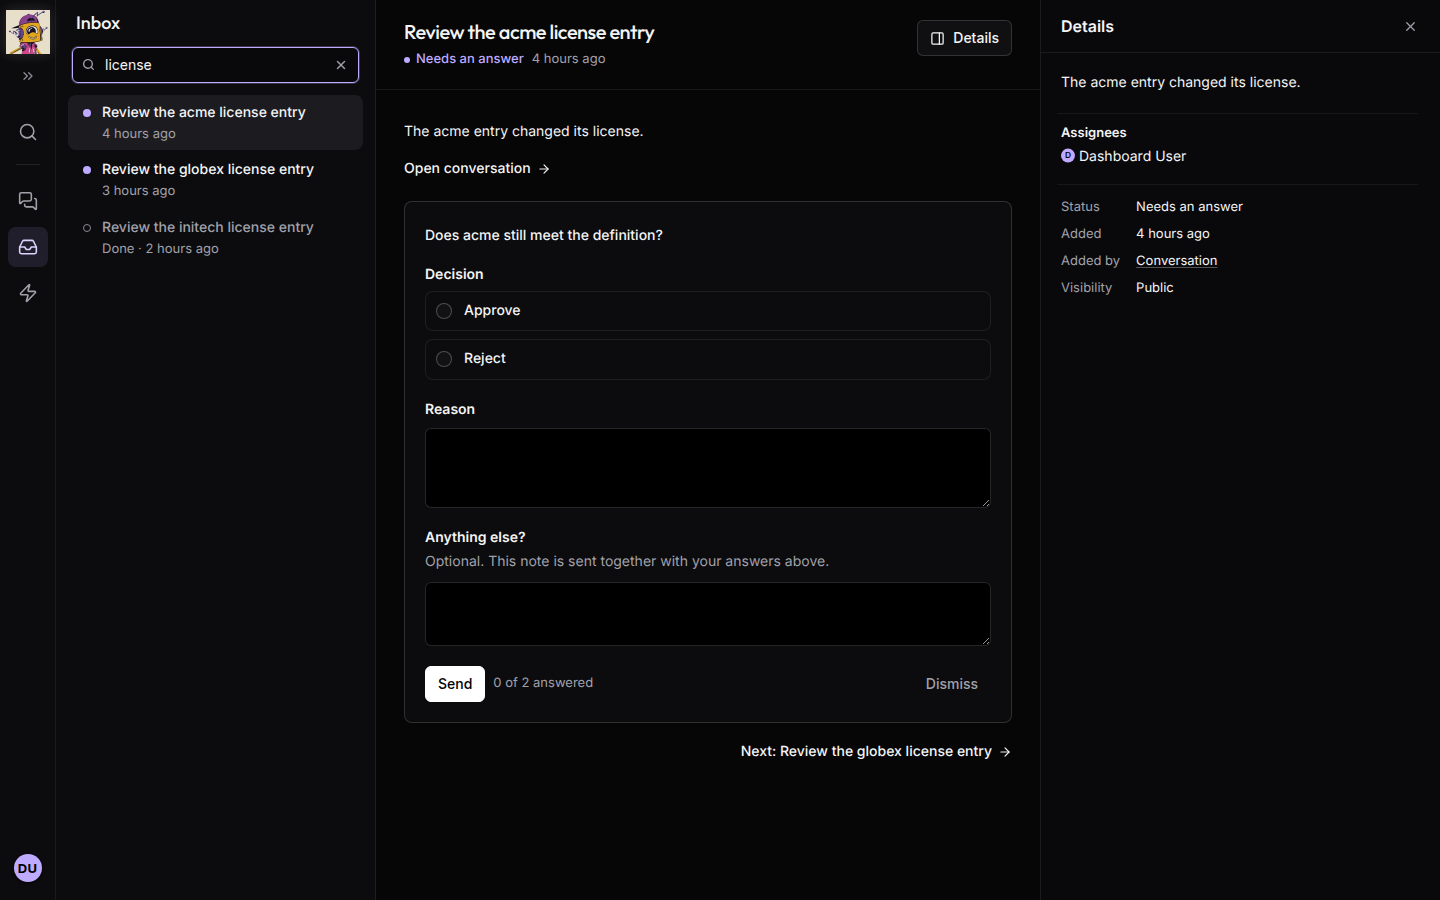 Inbox
license
Review the acme license entry
4 hours ago
Review the globex license entry
3 hours ago
Review the initech license entry
Done · 2 hours ago
DU
Review the acme license entry
Needs an answer 4 hours ago
Details
The acme entry changed its license.
Open conversation →
Does acme still meet the definition?
Decision
Approve
Reject
Reason
Anything else?
Optional. This note is sent together with your answers above.
Send 0 of 2 answered Dismiss
Next: Review the globex license entry →
Details
The acme entry changed its license.
Assignees
D Dashboard User
Status Needs an answer
Added 4 hours ago
Added by Conversation
Visibility Public